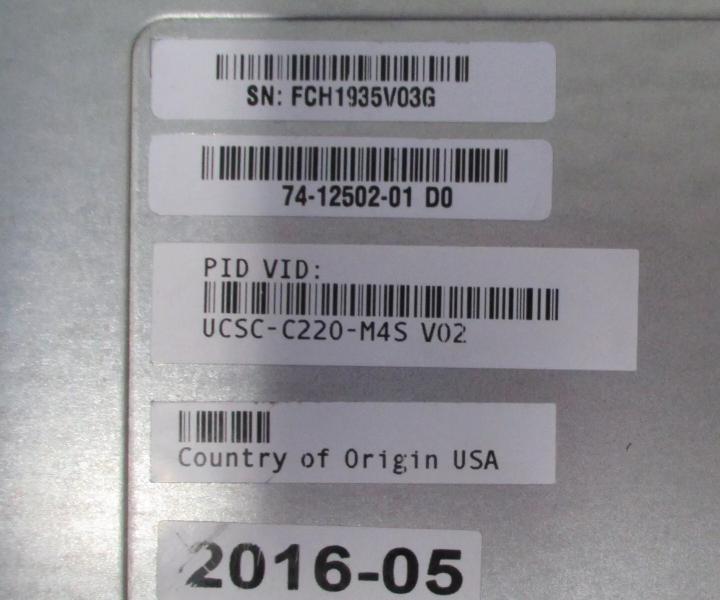 SN: FCH1935V03G
74-12502-01 D0
PID VID:
UCSC-C220-M4S V02
Country of Origin USA
2016-05